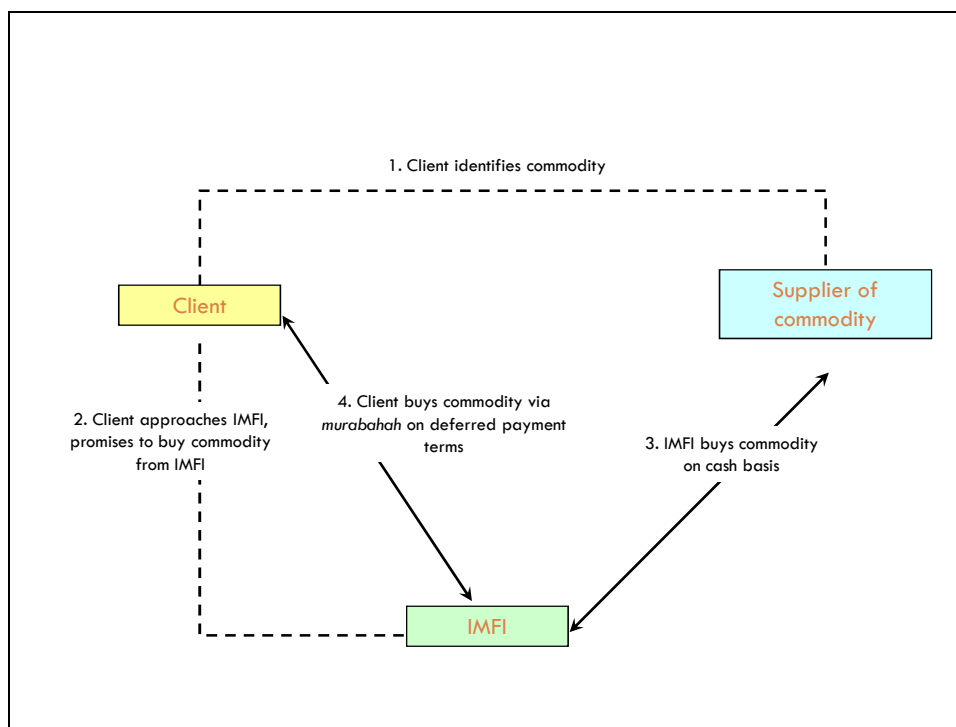 1. Client identifies commodity
Client
Supplier of
commodity
2. Client approaches IMFI,
promises to buy commodity
from IMFI
4. Client buys commodity via
murabahah on deferred payment
terms
3. IMFI buys commodity
on cash basis
IMFI